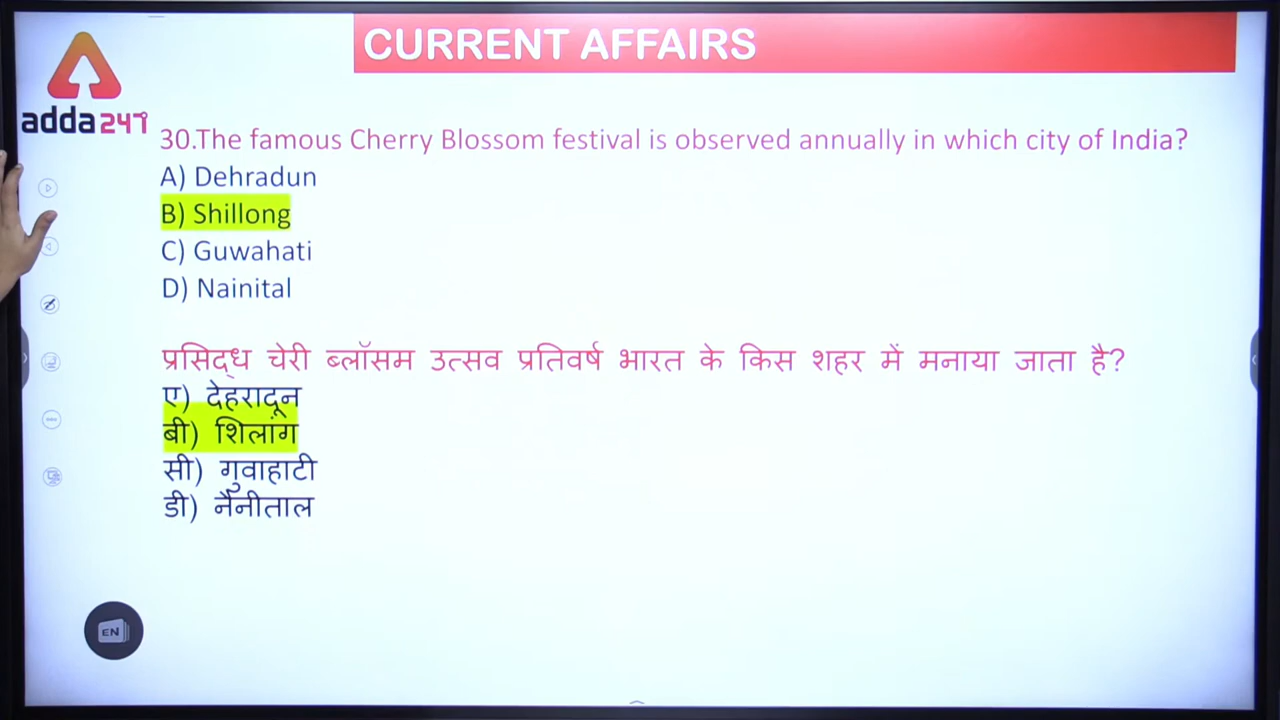 CURRENT AFFAIRS
adda247
30.The famous Cherry Blossom festival is observed annually in which city of India?
A) Dehradun
B) Shillong
C) Guwahati
D) Nainital
प्रसिद्ध चेरी ब्लॉसम उत्सव प्रतिवर्ष भारत के किस शहर में मनाया जाता है?
ए) देहरादून
बी) शिलांग
सी) गुवाहाटी
डी) नैनीताल
EN